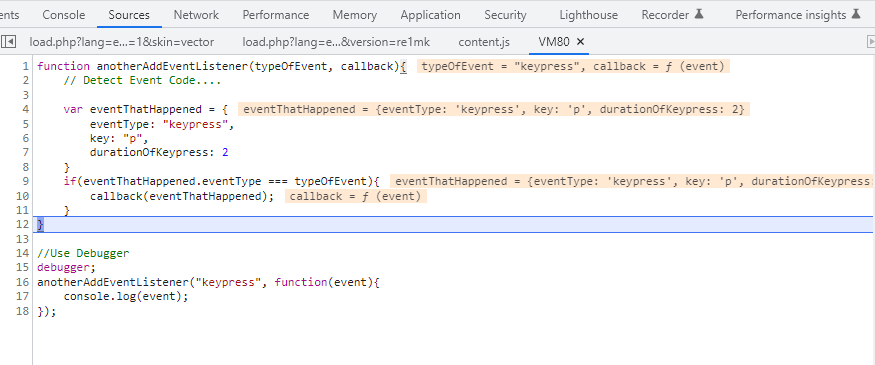 ents Console Sources Network Performance Memory Application Security Lighthouse Recorder Performance insights
load.php?lang=e...=1&skin=vector load.php?lang=e...&version=re1mk content.js VM80 ×
1 function anotherAddEventListener(typeOfEvent, callback){ typeOfEvent = "keypress", callback = ƒ (event)
2 // Detect Event Code....
3
4 var eventThatHappened = { eventThatHappened = {eventType: 'keypress', key: 'p', durationOfKeypress: 2}
5 eventType: "keypress",
6 key: "p",
7 durationOfKeypress: 2
8 }
9 if(eventThatHappened.eventType === typeOfEvent){ eventThatHappened = {eventType: 'keypress', key: 'p', durationOfKeypress:
10 callback(eventThatHappened); callback = ƒ (event)
11 }
12 }
13
14 //Use Debugger
15 debugger;
16 anotherAddEventListener("keypress", function(event){
17 console.log(event);
18 });